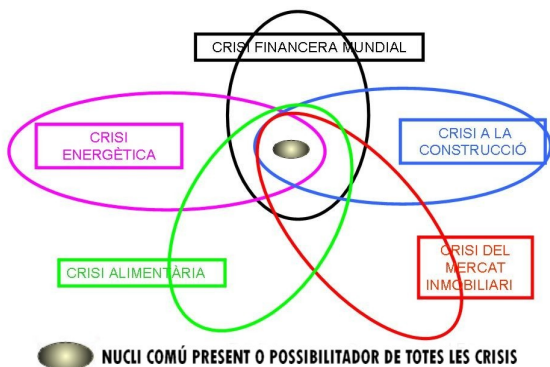 CRISI FINANCERA MUNDIAL
CRISI
ENERGÈTICA
CRISI A LA
CONSTRUCCIÓ
CRISI ALIMENTÀRIA
CRISI DEL
MERCAT
INMOBILIARI
NUCLI COMÚ PRESENT O POSSIBILITADOR DE TOTES LES CRISIS